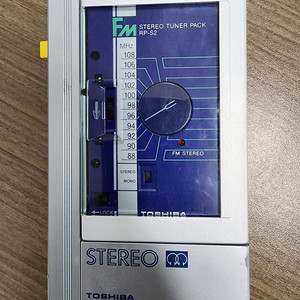 FM STEREO TUNER PACK
RP-S2
MHz
108
106
104
102
100
98
96
94
92
90
88
FM STEREO
STEREO
MONO
LOCK
TOSHIBA
STEREO
TOSHIBA